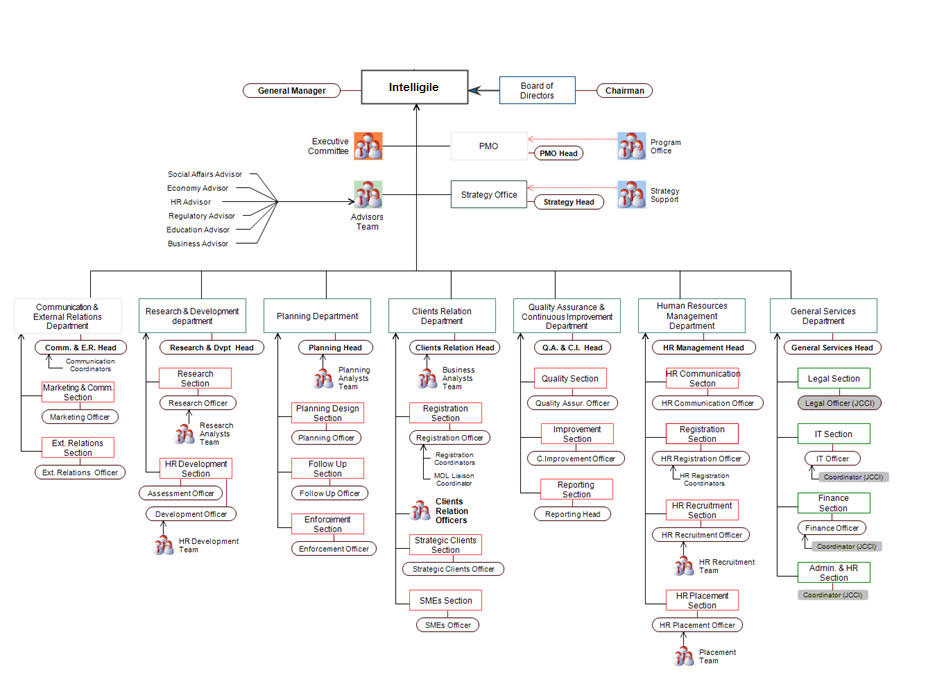 Intelligile
General Manager
Board of
Directors
Chairman
Executive
Committee
PMO
PMO Head
Program
Office
Social Affairs Advisor
Economy Advisor
HR Advisor
Regulatory Advisor
Education Advisor
Business Advisor
Advisors
Team
Strategy Office
Strategy Head
Strategy
Support
Communication &
External Relations
Department
Comm. & E.R. Head
Communication
Coordinators
Marketing & Comm.
Section
Marketing Officer
Ext. Relations
Section
Ext. Relations Officer
Research & Development
department
Research & Dvpt Head
Research
Section
Research Officer
Research
Analysts
Team
HR Development
Section
Assessment Officer
Development Officer
HR Development
Team
Planning Department
Planning Head
Planning
Analysts
Team
Planning Design
Section
Planning Officer
Follow Up
Section
Follow Up Officer
Enforcement
Section
Enforcement Officer
Clients Relation
Department
Clients Relation Head
Business
Analysts
Team
Registration
Section
Registration Officer
Registration
Coordinators
MOL Liaison
Coordinator
Clients
Relation
Officers
Strategic Clients
Section
Strategic Clients Officer
SMEs Section
SMEs Officer
Quality Assurance &
Continuous Improvement
Department
Q.A. & C.I. Head
Quality Section
Quality Assur. Officer
Improvement
Section
C.Improvement Officer
Reporting
Section
Reporting Head
Human Resources
Management
Department
HR Management Head
HR Communication
Section
HR Communication Officer
Registration
Section
HR Registration Officer
HR Registration
Coordinators
HR Recruitment
Section
HR Recruitment Officer
HR Recruitment
Team
HR Placement
Section
HR Placement Officer
Placement
Team
General Services
Department
General Services Head
Legal Section
Legal Officer (JCCI)
IT Section
IT Officer
Coordinator (JCCI)
Finance
Section
Finance Officer
Coordinator (JCCI)
Admin. & HR
Section
Coordinator (JCCI)